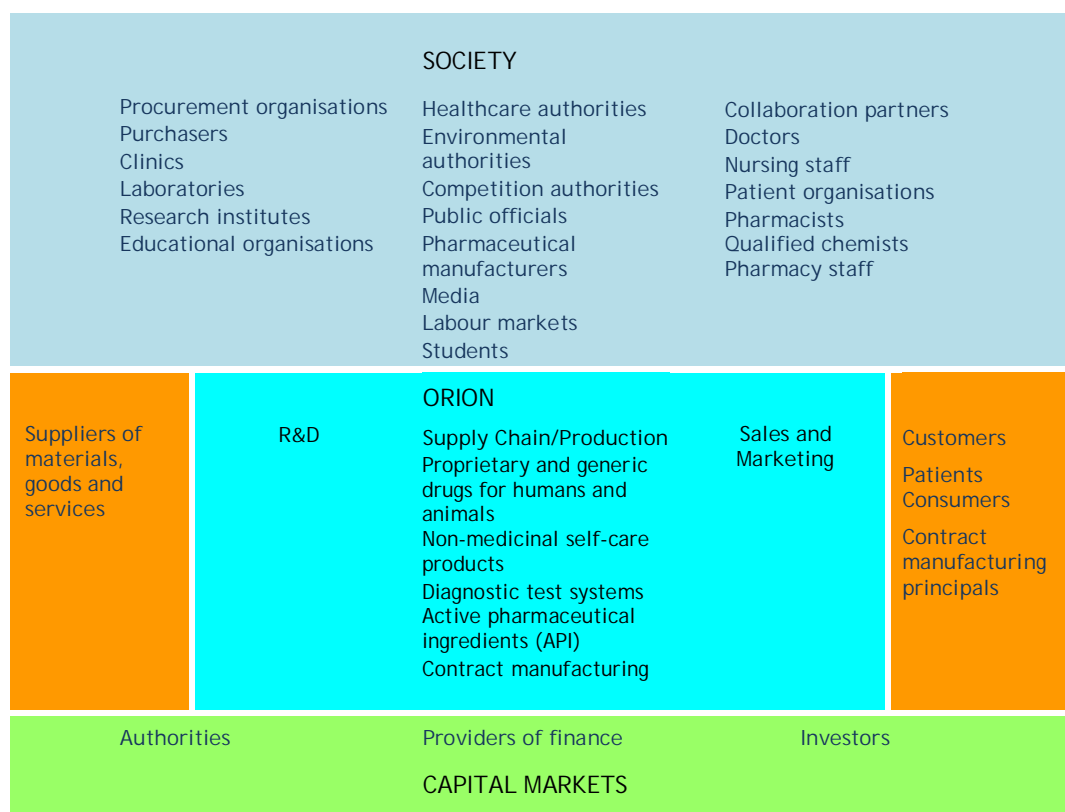 SOCIETY
Procurement organisations
Purchasers
Clinics
Laboratories
Research institutes
Educational organisations
Healthcare authorities
Environmental
authorities
Competition authorities
Public officials
Pharmaceutical
manufacturers
Media
Labour markets
Students
Collaboration partners
Doctors
Nursing staff
Patient organisations
Pharmacists
Qualified chemists
Pharmacy staff
Suppliers of
materials,
goods and
services
ORION
R&D
Supply Chain/Production
Proprietary and generic
drugs for humans and
animals
Non-medicinal self-care
products
Diagnostic test systems
Active pharmaceutical
ingredients (API)
Contract manufacturing
Sales and
Marketing
Customers
Patients
Consumers
Contract
manufacturing
principals
Authorities
Providers of finance
Investors
CAPITAL MARKETS